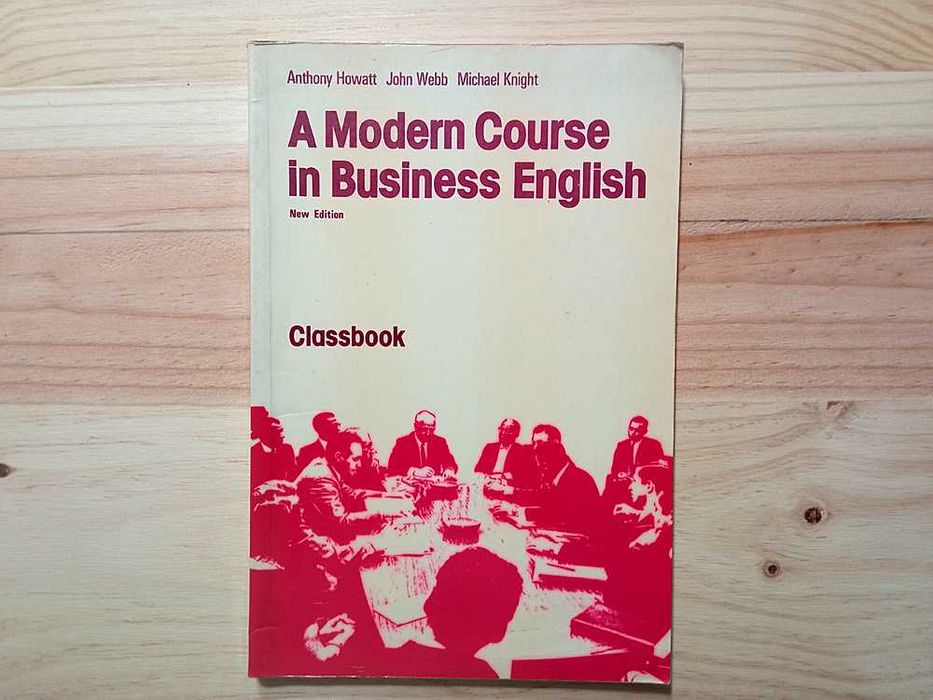 Anthony Howatt John Webb Michael Knight
A Modern Course
in Business English
New Edition
Classbook